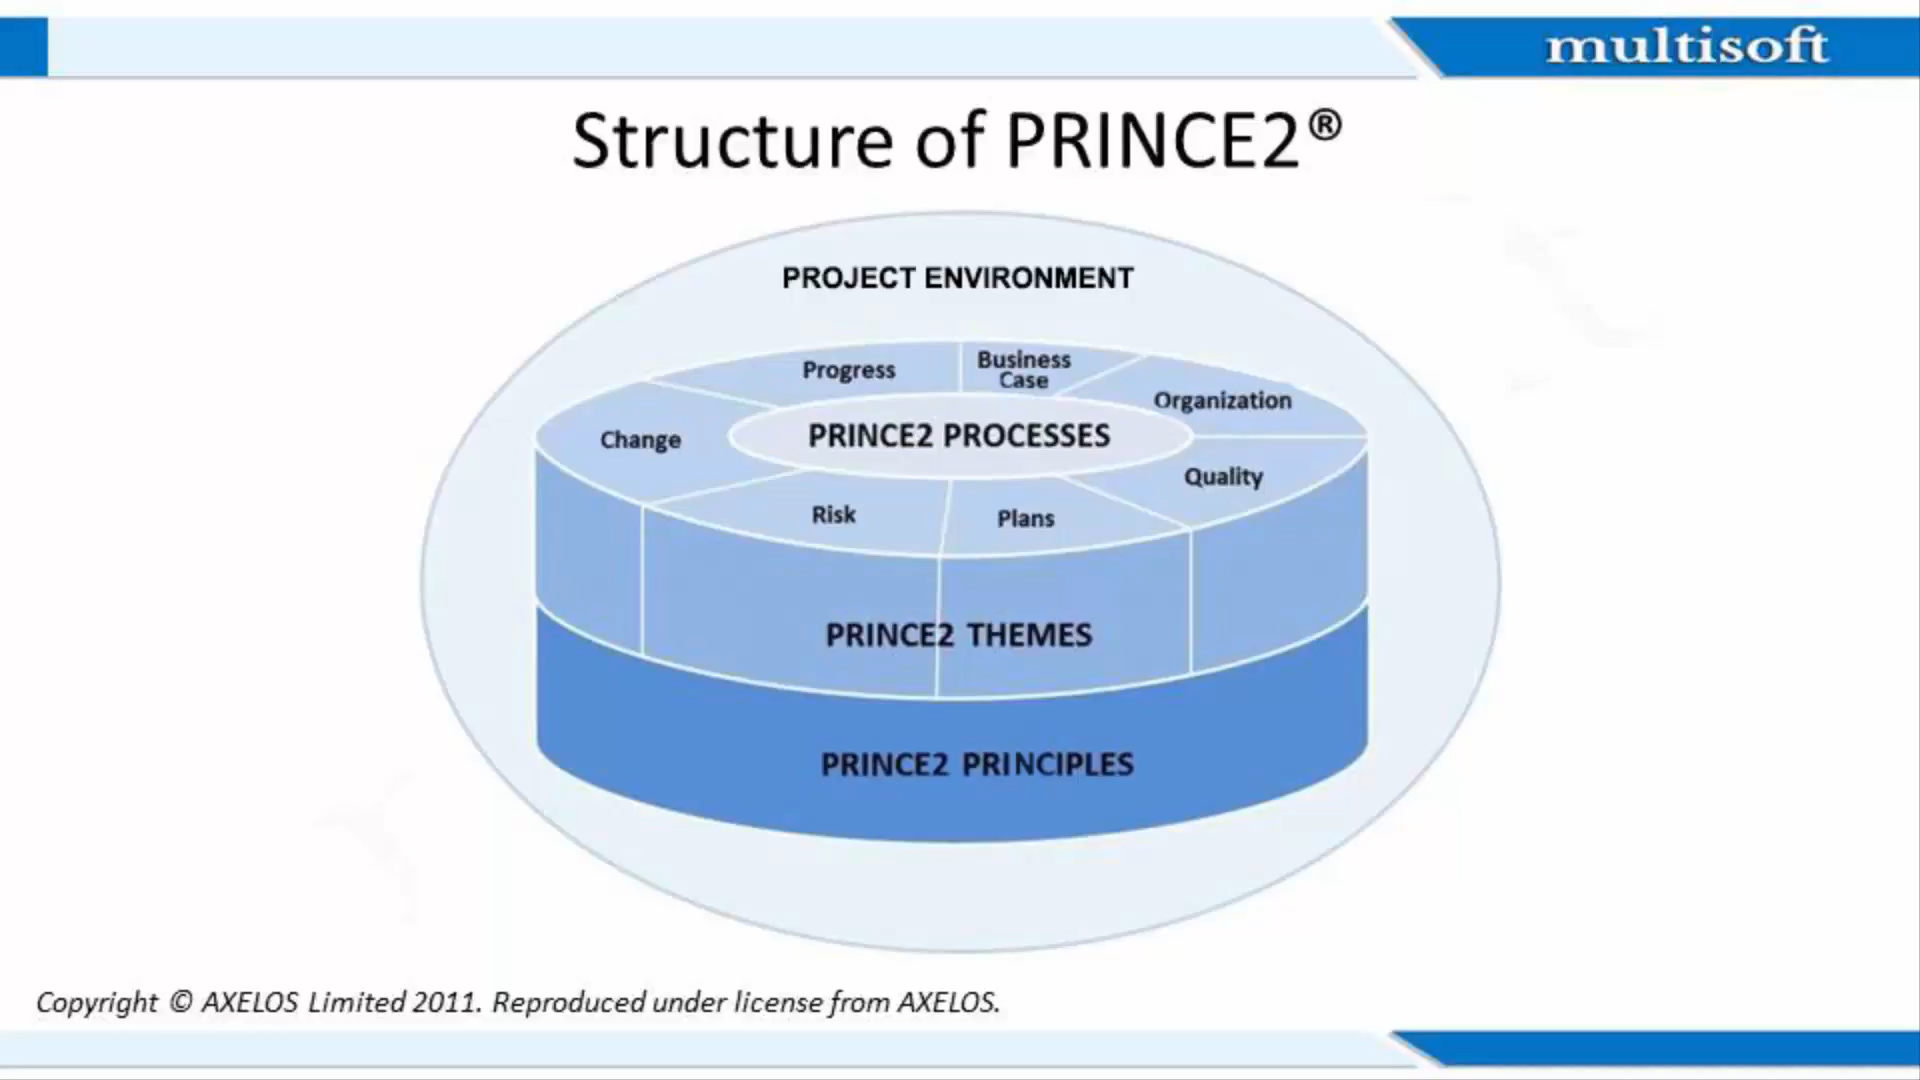 multisoft
Structure of PRINCE2®
PROJECT ENVIRONMENT
Progress
Business
Case
Organization
Change
PRINCE2 PROCESSES
Quality
Risk
Plans
PRINCE2 THEMES
PRINCE2 PRINCIPLES
Copyright © AXELOS Limited 2011. Reproduced under license from AXELOS.